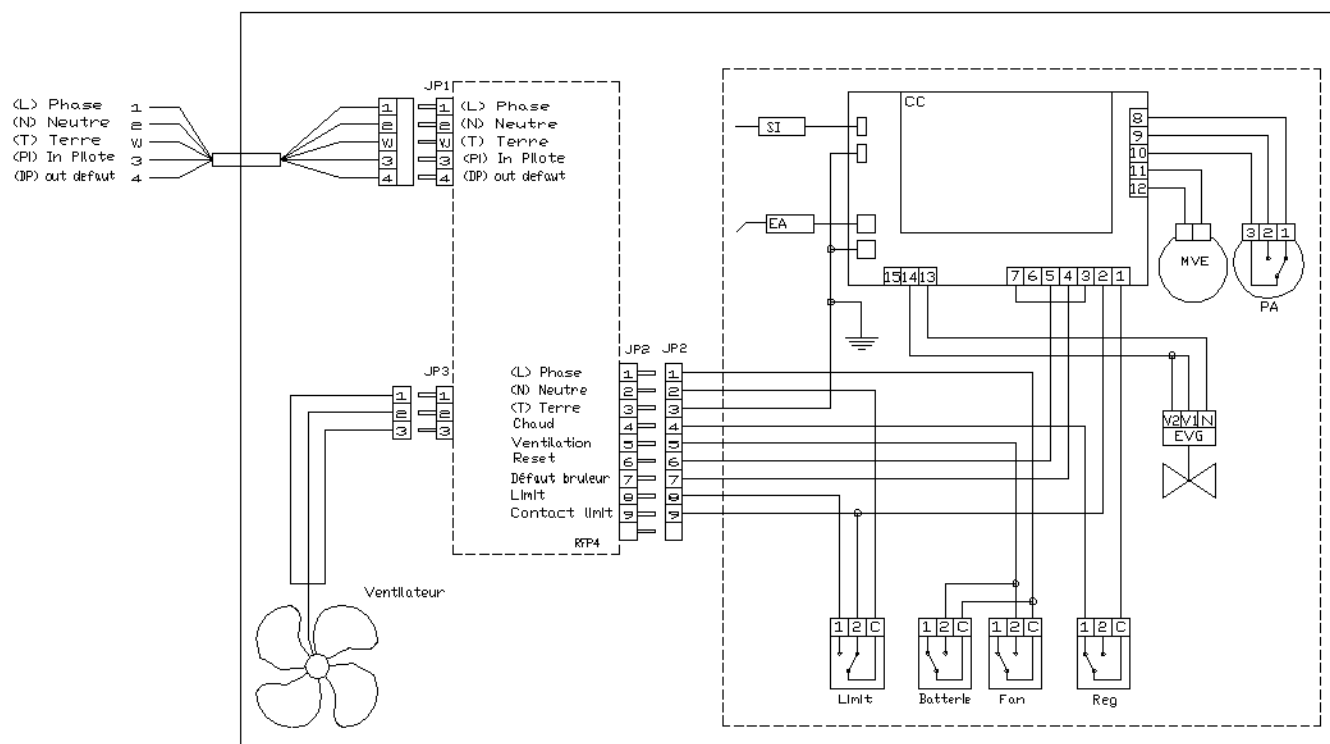 (L) Phase 1
(N) Neutre 2
(T) Terre W
(PI) In Pilote 3
(DP) out defaut 4
1
2
W
3
4
JP1
1 (L) Phase
2 (N) Neutre
W (T) Terre
3 (PI) In Pilote
4 (DP) out defaut
JP3
1
2
3
1
2
3
JP2 JP2
(L) Phase 1 1
(N) Neutre 2 2
(T) Terre 3 3
Chaud 4 4
Ventilation 5 5
Reset 6 6
Défaut bruleur 7 7
Limit 8 8
Contact limit 9 9
RFP4
Ventilateur
CC
SI
EA
8
9
10
11
12
15 14 13
7 6 5 4 3 2 1
MVE
3 2 1
PA
V2 V1 N
EVG
1 2 C
Limit
1 2 C
Batterie
1 2 C
Fan
1 2 C
Reg